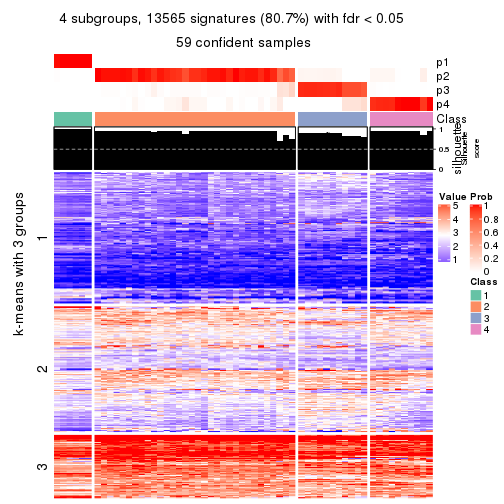 4 subgroups, 13565 signatures (80.7%) with fdr < 0.05
59 confident samples
p1
p2
p3
p4
Class
silhouette
Silhouette
score
1
0.5
0
k-means with 3 groups
1
2
3
Value
5
4
3
2
1
Prob
1
0.8
0.6
0.4
0.2
0
Class
1
2
3
4